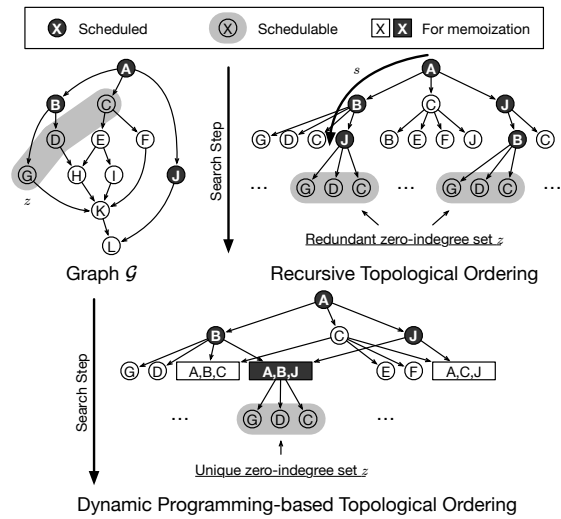 X Scheduled X Schedulable X X For memoization
A
B C
D E F
G H I J
z
K
L
Graph G
Search Step
s
A
B C J
G D C J B E F J B C
... G D C ... G D C ...
Redundant zero-indegree set z
Recursive Topological Ordering
Search Step
A
B C J
G D A,B,C A,B,J E F A,C,J
... G D C ...
Unique zero-indegree set z
Dynamic Programming-based Topological Ordering